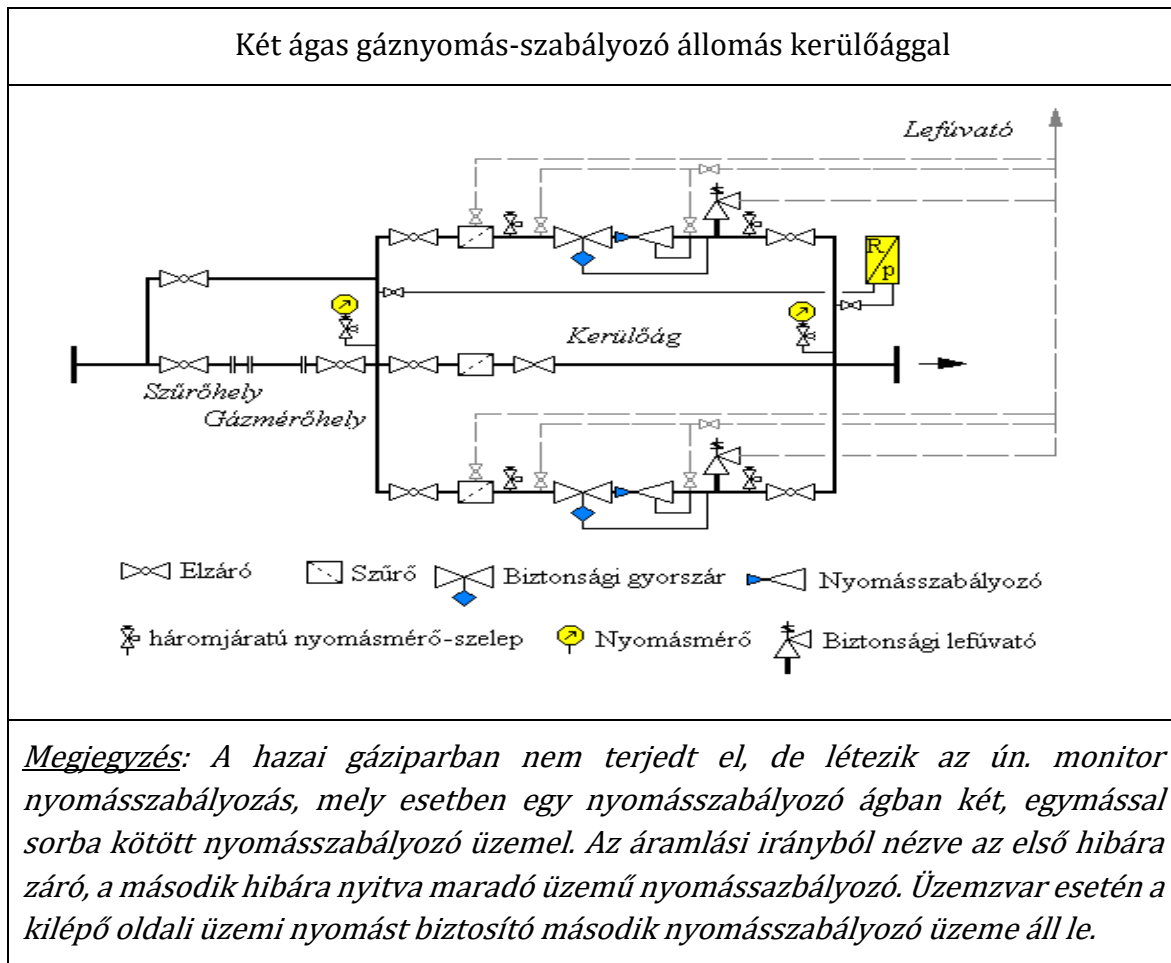 Két ágas gáznyomás-szabályozó állomás kerülőággal
Lefúvató
R/p
Kerülőág
Szűrőhely
Gázmérőhely
Elzáró
Szűrő
Biztonsági gyorszár
Nyomásszabályozó
háromjáratú nyomásmérő-szelep
Nyomásmérő
Biztonsági lefúvató
Megjegyzés: A hazai gáziparban nem terjedt el, de létezik az ún. monitor
nyomásszabályozás, mely esetben egy nyomásszabályozó ágban két, egymással
sorba kötött nyomásszabályozó üzemel. Az áramlási irányból nézve az első hibára
záró, a második hibára nyitva maradó üzemű nyomássazbályozó. Üzemzvar esetén a
kilépő oldali üzemi nyomást biztosító második nyomásszabályozó üzeme áll le.